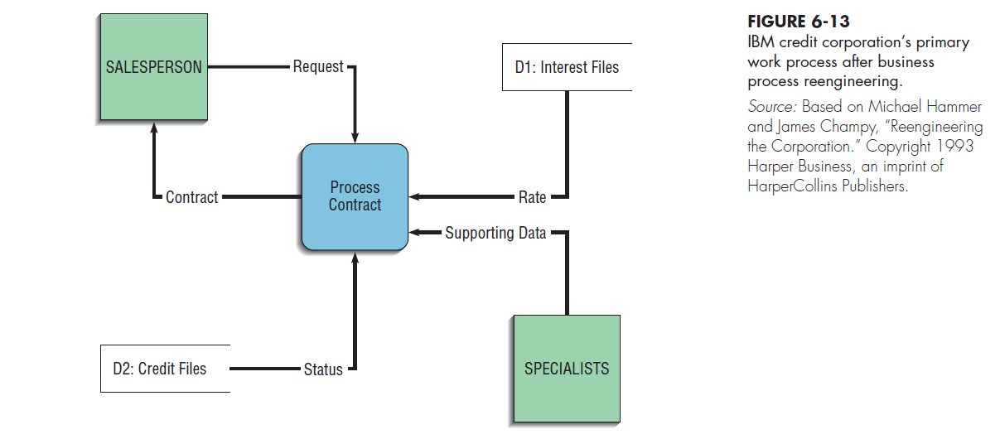 SALESPERSON
Request
D1: Interest Files
Process
Contract
Contract
Rate
Supporting Data
D2: Credit Files
Status
SPECIALISTS
FIGURE 6-13
IBM credit corporation’s primary
work process after business
process reengineering.
Source: Based on Michael Hammer
and James Champy, “Reengineering
the Corporation.” Copyright 1993
Harper Business, an imprint of
HarperCollins Publishers.